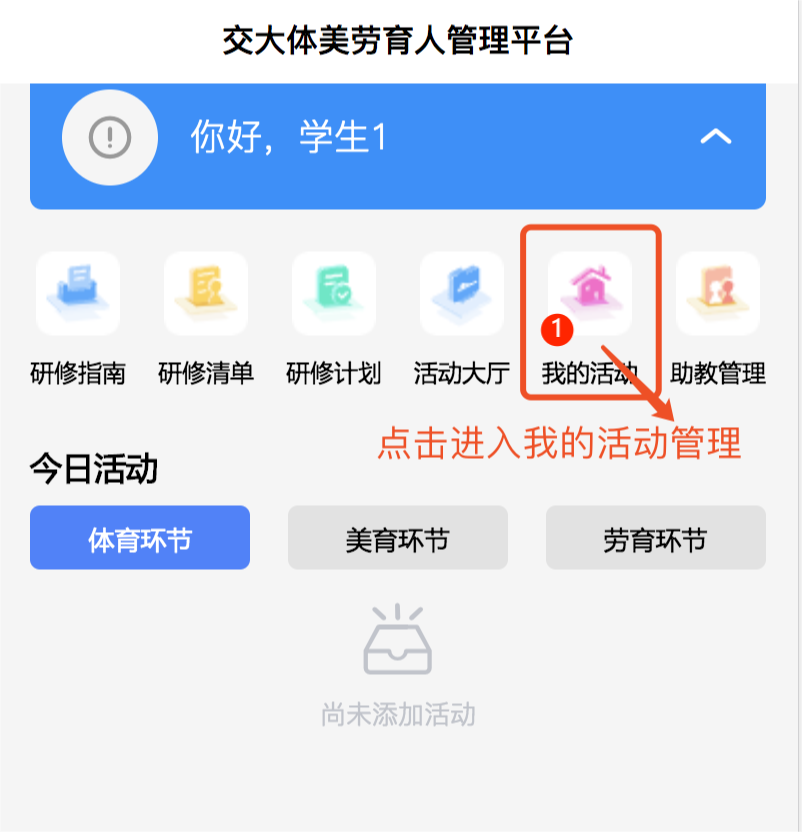 交大体美劳育人管理平台
你好，学生1
1
研修指南 研修清单 研修计划 活动大厅 我的活动 助教管理
点击进入我的活动管理
今日活动
体育环节 美育环节 劳育环节
尚未添加活动